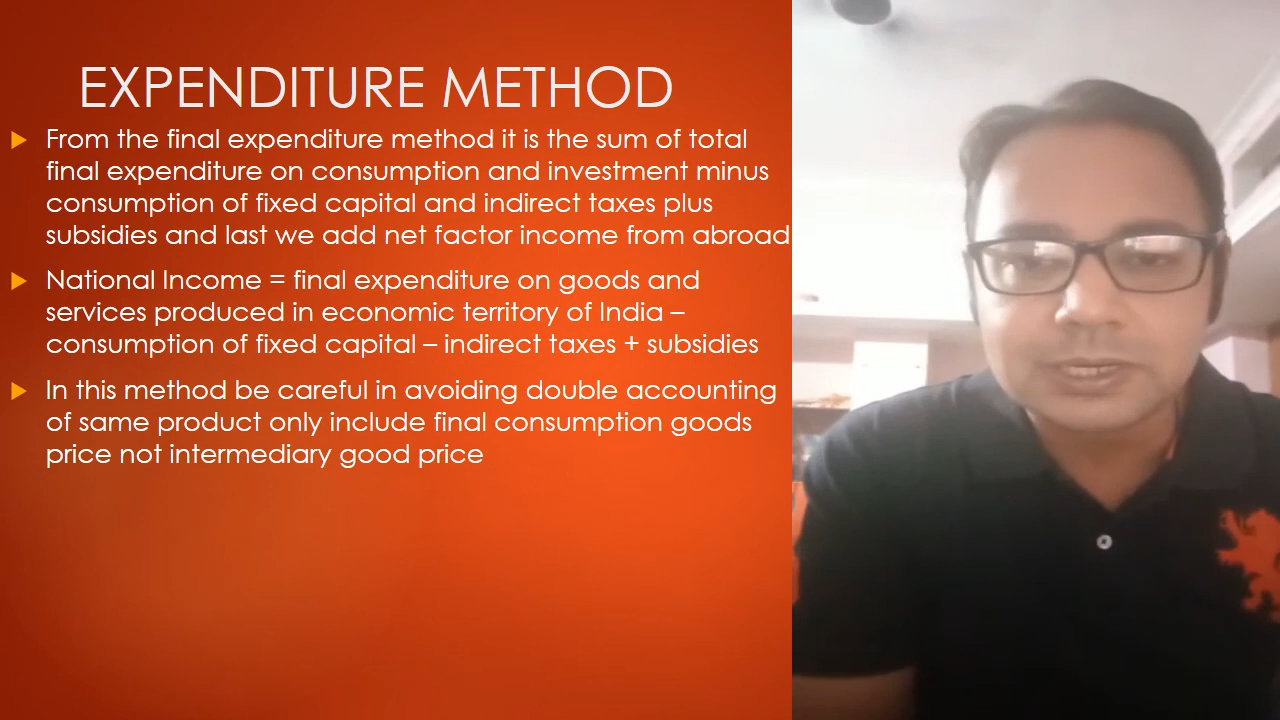 EXPENDITURE METHOD
From the final expenditure method it is the sum of total
final expenditure on consumption and investment minus
consumption of fixed capital and indirect taxes plus
subsidies and last we add net factor income from abroad
National Income = final expenditure on goods and
services produced in economic territory of India –
consumption of fixed capital – indirect taxes + subsidies
In this method be careful in avoiding double accounting
of same product only include final consumption goods
price not intermediary good price